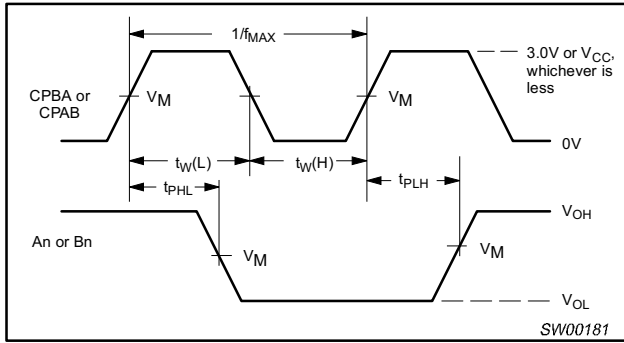 1/fMAX
3.0V or VCC,
whichever is
less
CPBA or
CPAB
VM
VM
0V
tW(L)
tW(H)
tPHL
tPLH
VOH
An or Bn
VM
VM
VOL
SW00181